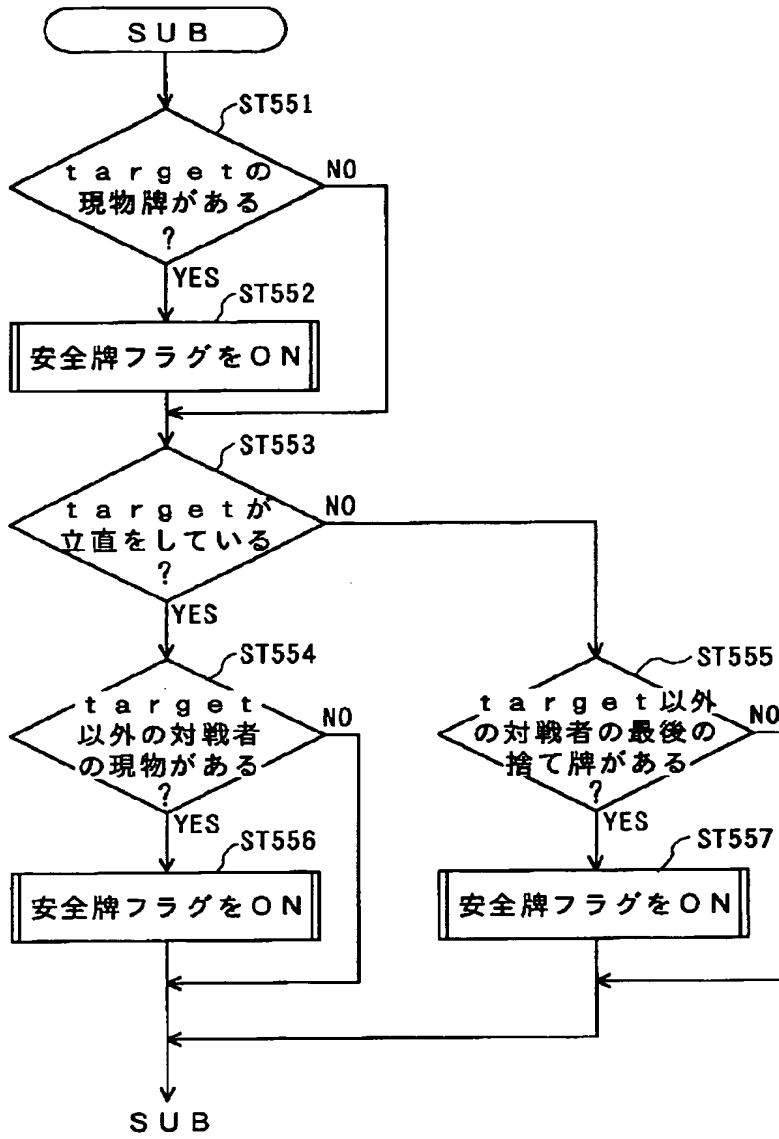 SUB
ST551
targetの
現物牌がある
?
NO
YES
ST552
安全牌フラグをON
ST553
targetが
立直をしている
?
NO
YES
ST554
target
以外の対戦者
の現物がある
?
NO
YES
ST555
target以外
の対戦者の最後の
捨て牌がある
?
NO
YES
ST556
安全牌フラグをON
ST557
安全牌フラグをON
SUB